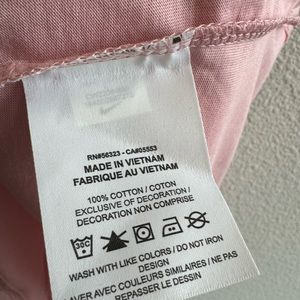 RN#56323 - CA#05553
MADE IN VIETNAM
FABRIQUE AU VIETNAM
100% COTTON / COTON
EXCLUSIVE OF DECORATION /
DECORATION NON COMPRISE
30C
WASH WITH LIKE COLORS / DO NOT IRON
DESIGN
LAVER AVEC COULEURS SIMILAIRES / NE PAS
REPASSER LE DESSIN